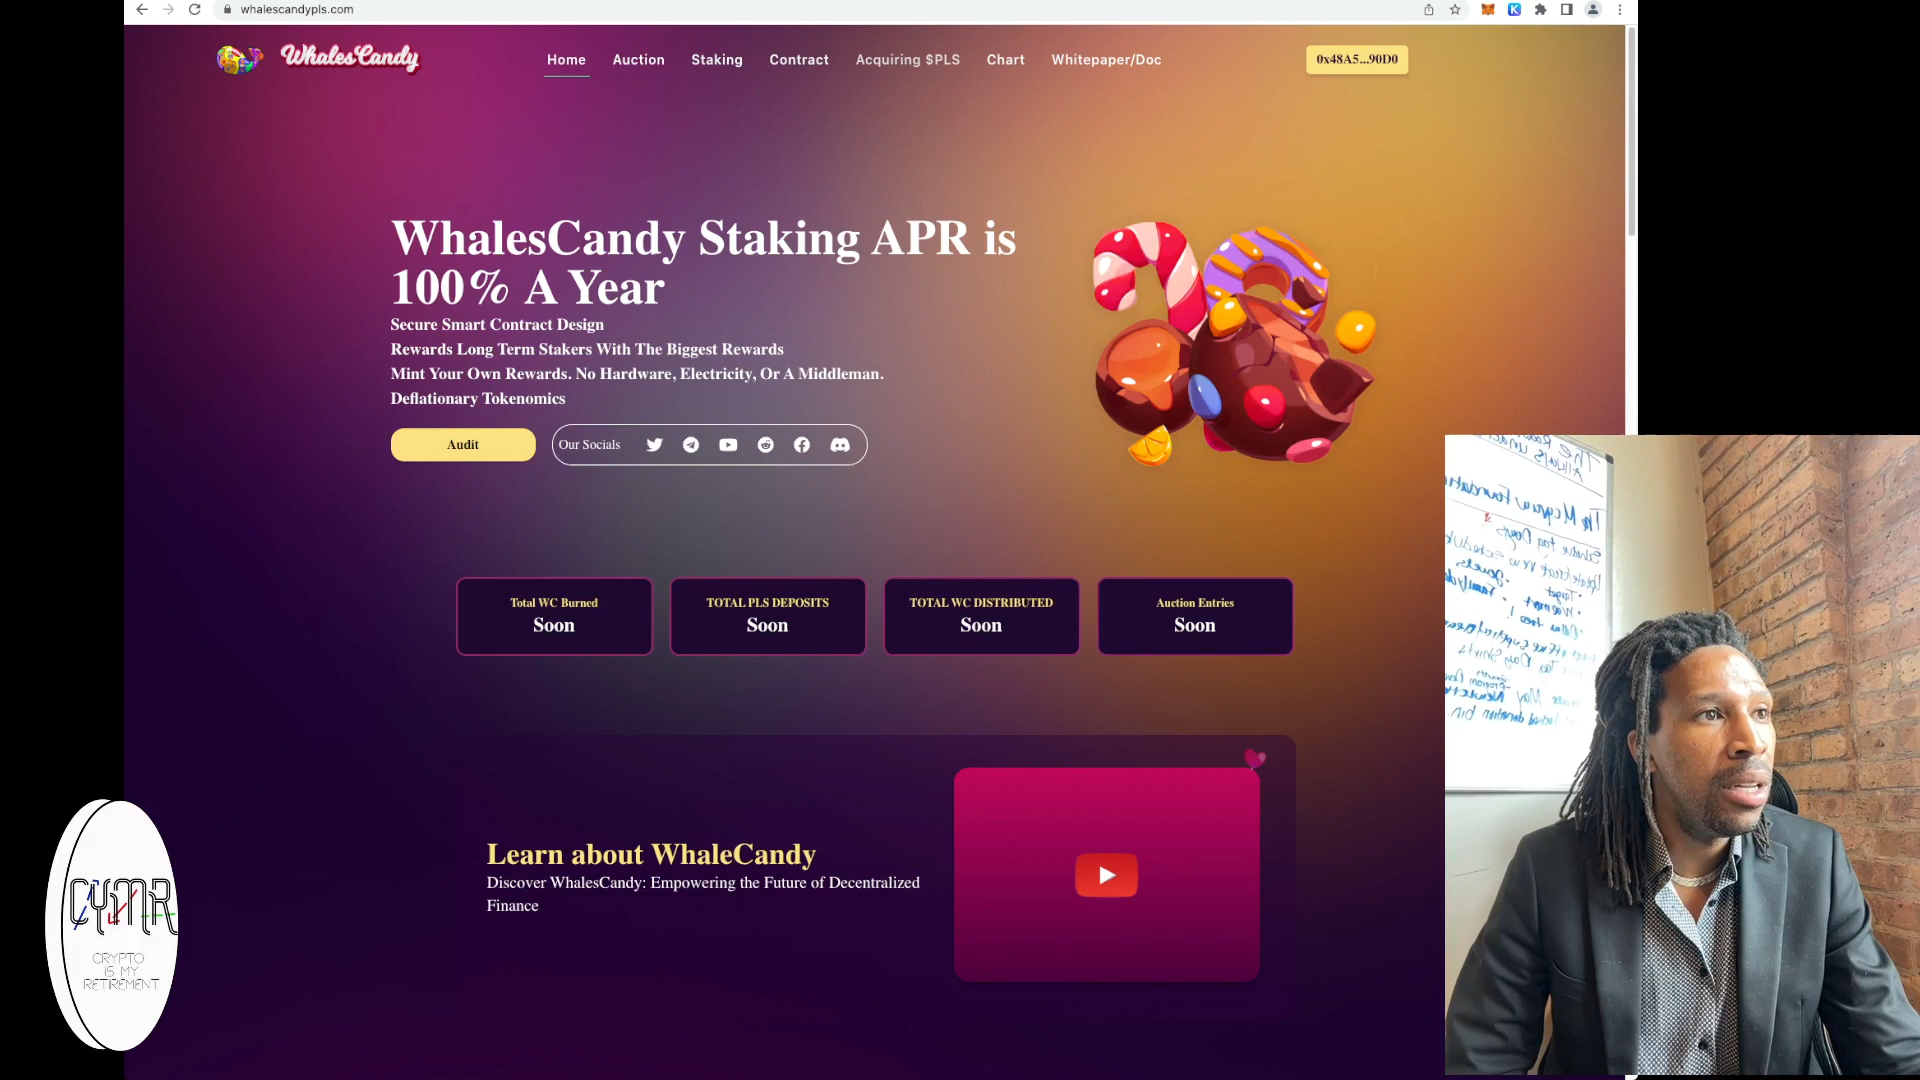 whalescandypls.com
WhalesCandy
Home
Auction
Staking
Contract
Acquiring $PLS
Chart
Whitepaper/Doc
0x48A5...90D0
WhalesCandy Staking APR is
100% A Year
Secure Smart Contract Design
Rewards Long Term Stakers With The Biggest Rewards
Mint Your Own Rewards. No Hardware, Electricity, Or A Middleman.
Deflationary Tokenomics
Audit
Our Socials
Total WC Burned
Soon
TOTAL PLS DEPOSITS
Soon
TOTAL WC DISTRIBUTED
Soon
Auction Entries
Soon
Learn about WhaleCandy
Discover WhalesCandy: Empowering the Future of Decentralized
Finance
CYMR
CRYPTO
IS MY
RETIREMENT